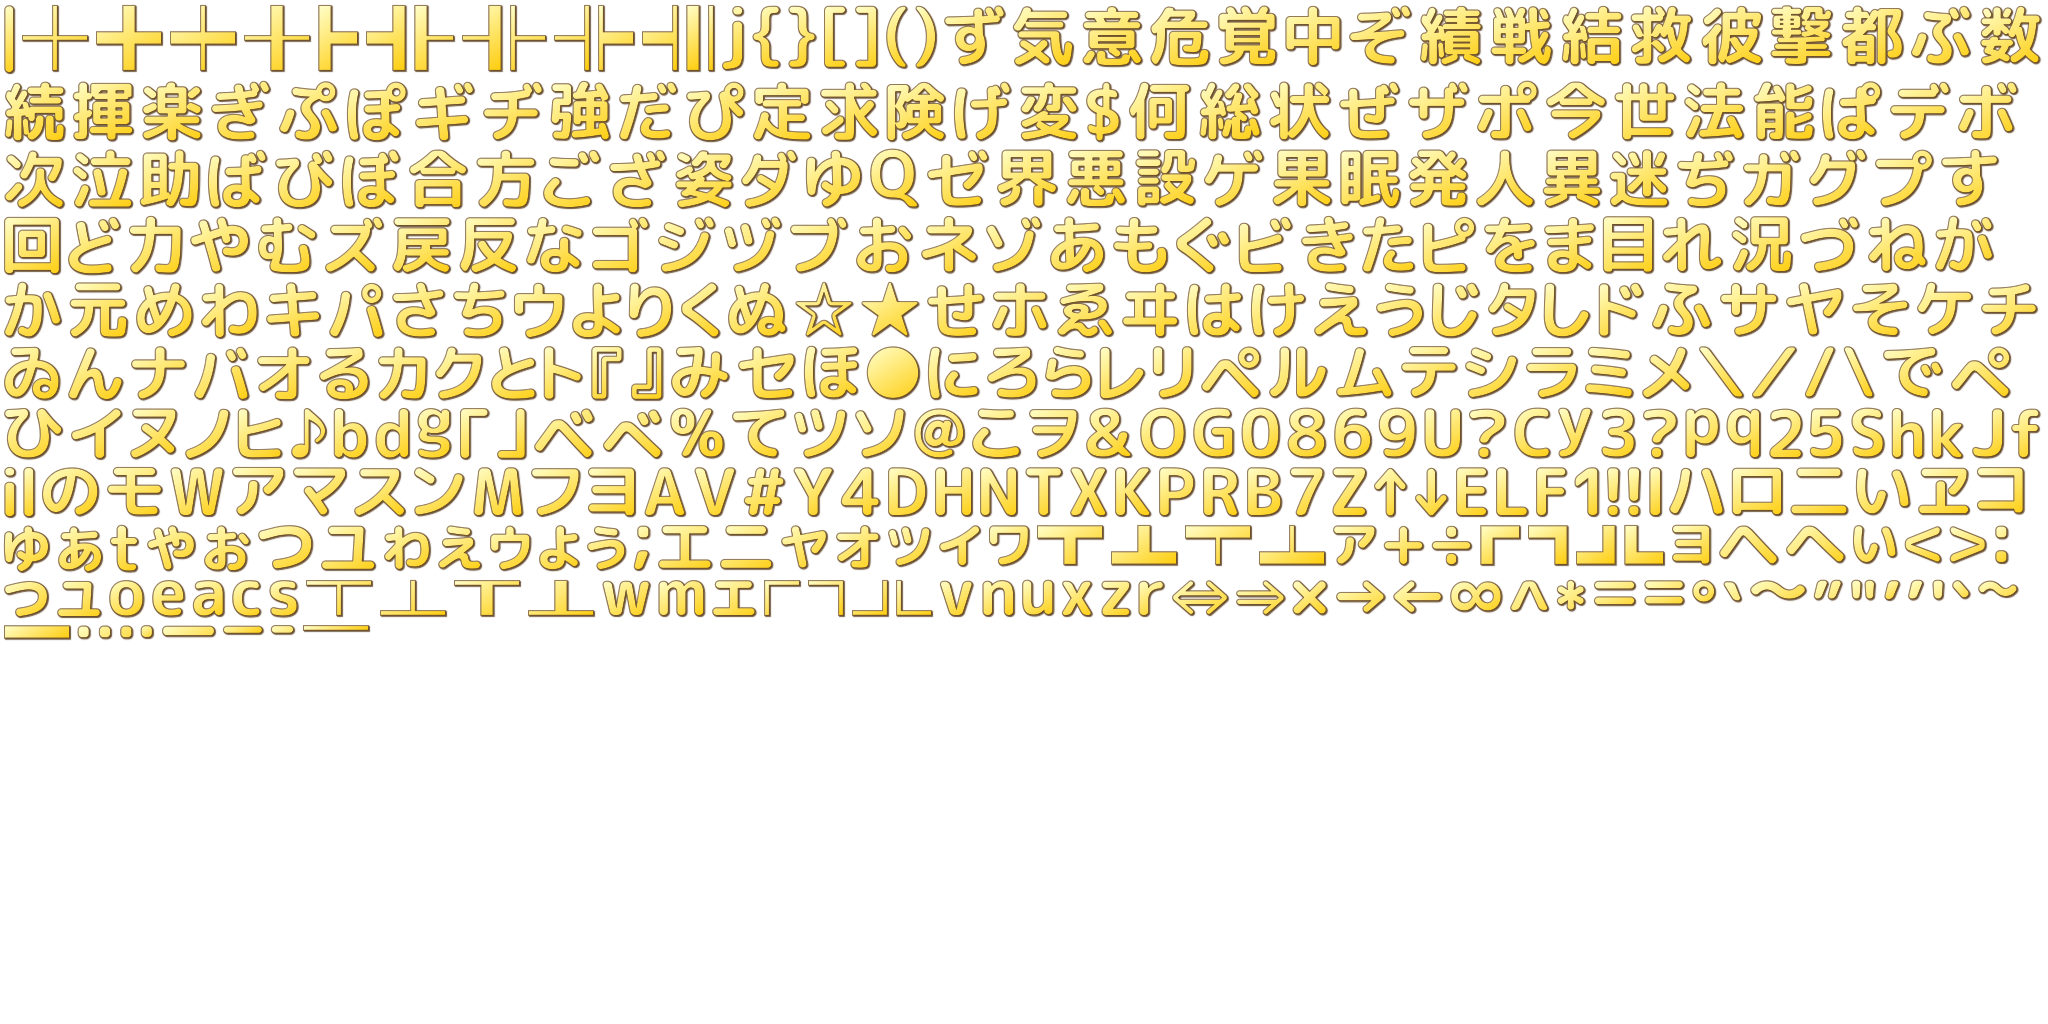 |┼╋┿╂┣┫┠┨┝┥┃│j{}[]()ず気意危覚中ぞ績戦結救彼撃都ぶ数
続揮楽ぎぷぽギヂ強だぴ定求険げ変$何総状ぜザポ今世法能ぱデボ
次泣助ばびぼ合方ござ姿ダゆQゼ界悪設ゲ果眠発人異迷ぢガグプす
回ど力やむズ戻反なゴジヅブおネゾあもぐビきたピをま目れ況づねが
か元めわキパさちウよりくぬ☆★せホゑヰはけえうじタしドふサヤそケチ
ゐんナバオるカクとト『』みセほ●にろらレリぺルムテシラミメ\//\でペ
ひイヌノヒ♪bdg「」べベ%てツソ@こヲ&OG0869U?Cy3?pq25ShkJf
ilのモWアマスンMフヨAV#Y4DHNTXKPRB7Z↑↓ELF1!!Iハロニいヱコ
ゅぁtゃぉつユゎぇゥょぅ;エニャォッィヮ┳┻┯┷ァ+÷┏┓┛┗ョへヘぃ<>:
っュoeacs┬┴┰┸wmェ┌┐┘└vnuxzr⇔⇒×→←∞^*==°、〜〃"〃'`~
━・…ー—-─